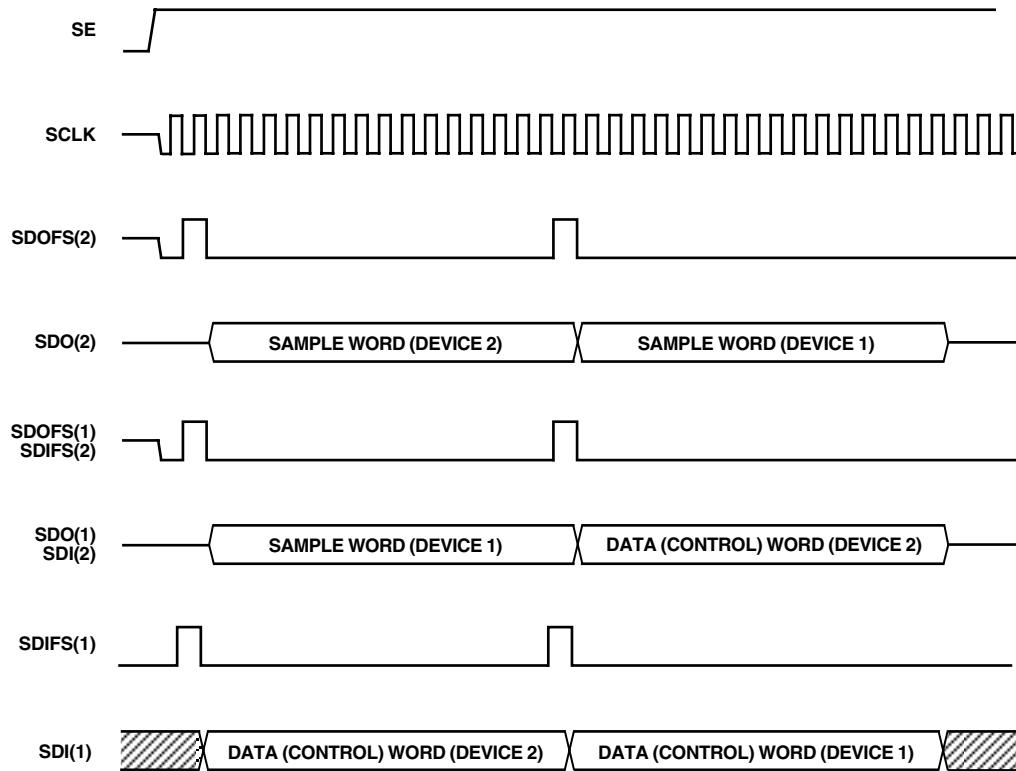 SE
SCLK
SDOFS(2)
SDO(2)
SAMPLE WORD (DEVICE 2)
SAMPLE WORD (DEVICE 1)
SDOFS(1)
SDIFS(2)
SDO(1)
SDI(2)
SAMPLE WORD (DEVICE 1)
DATA (CONTROL) WORD (DEVICE 2)
SDIFS(1)
SDI(1)
DATA (CONTROL) WORD (DEVICE 2)
DATA (CONTROL) WORD (DEVICE 1)